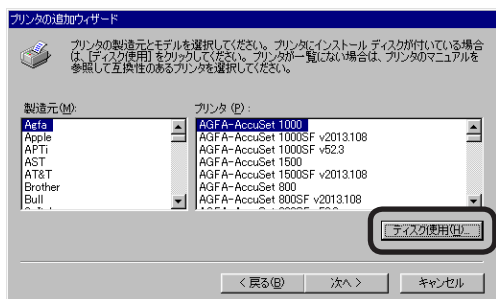 プリンタの追加ウィザード
プリンタの製造元とモデルを選択してください。プリンタにインストール ディスクが付いている場合
は、[ディスク使用] をクリックしてください。プリンタが一覧にない場合は、プリンタのマニュアルを
参照して互換性のあるプリンタを選択してください。
製造元(M):
プリンタ (P) :
Agfa
Apple
APTi
AST
AT&T
Brother
Bull
AGFA-AccuSet 1000
AGFA-AccuSet 1000SF v2013.108
AGFA-AccuSet 1000SF v52.3
AGFA-AccuSet 1500
AGFA-AccuSet 1500SF v2013.108
AGFA-AccuSet 800
AGFA-AccuSet 800SF v2013.108
ディスク使用(H)...
< 戻る(B)
次へ >
キャンセル